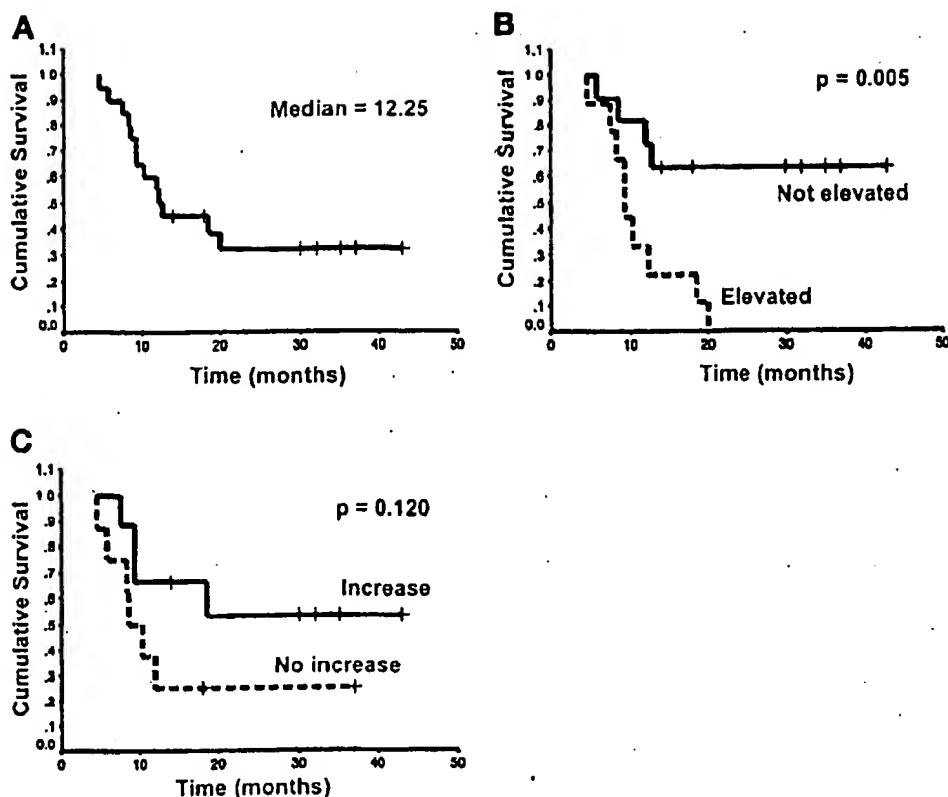 A
Cumulative Survival
1.1
1.0
.9
.8
.7
.6
.5
.4
.3
.2
.1
0.0
Median = 12.25
0 10 20 30 40 50
Time (months)
B
Cumulative Survival
1.1
1.0
.9
.8
.7
.6
.5
.4
.3
.2
.1
0.0
p = 0.005
Not elevated
Elevated
0 10 20 30 40 50
Time (months)
C
Cumulative Survival
1.1
1.0
.9
.8
.7
.6
.5
.4
.3
.2
.1
0.0
p = 0.120
Increase
No increase
0 10 20 30 40 50
Time (months)